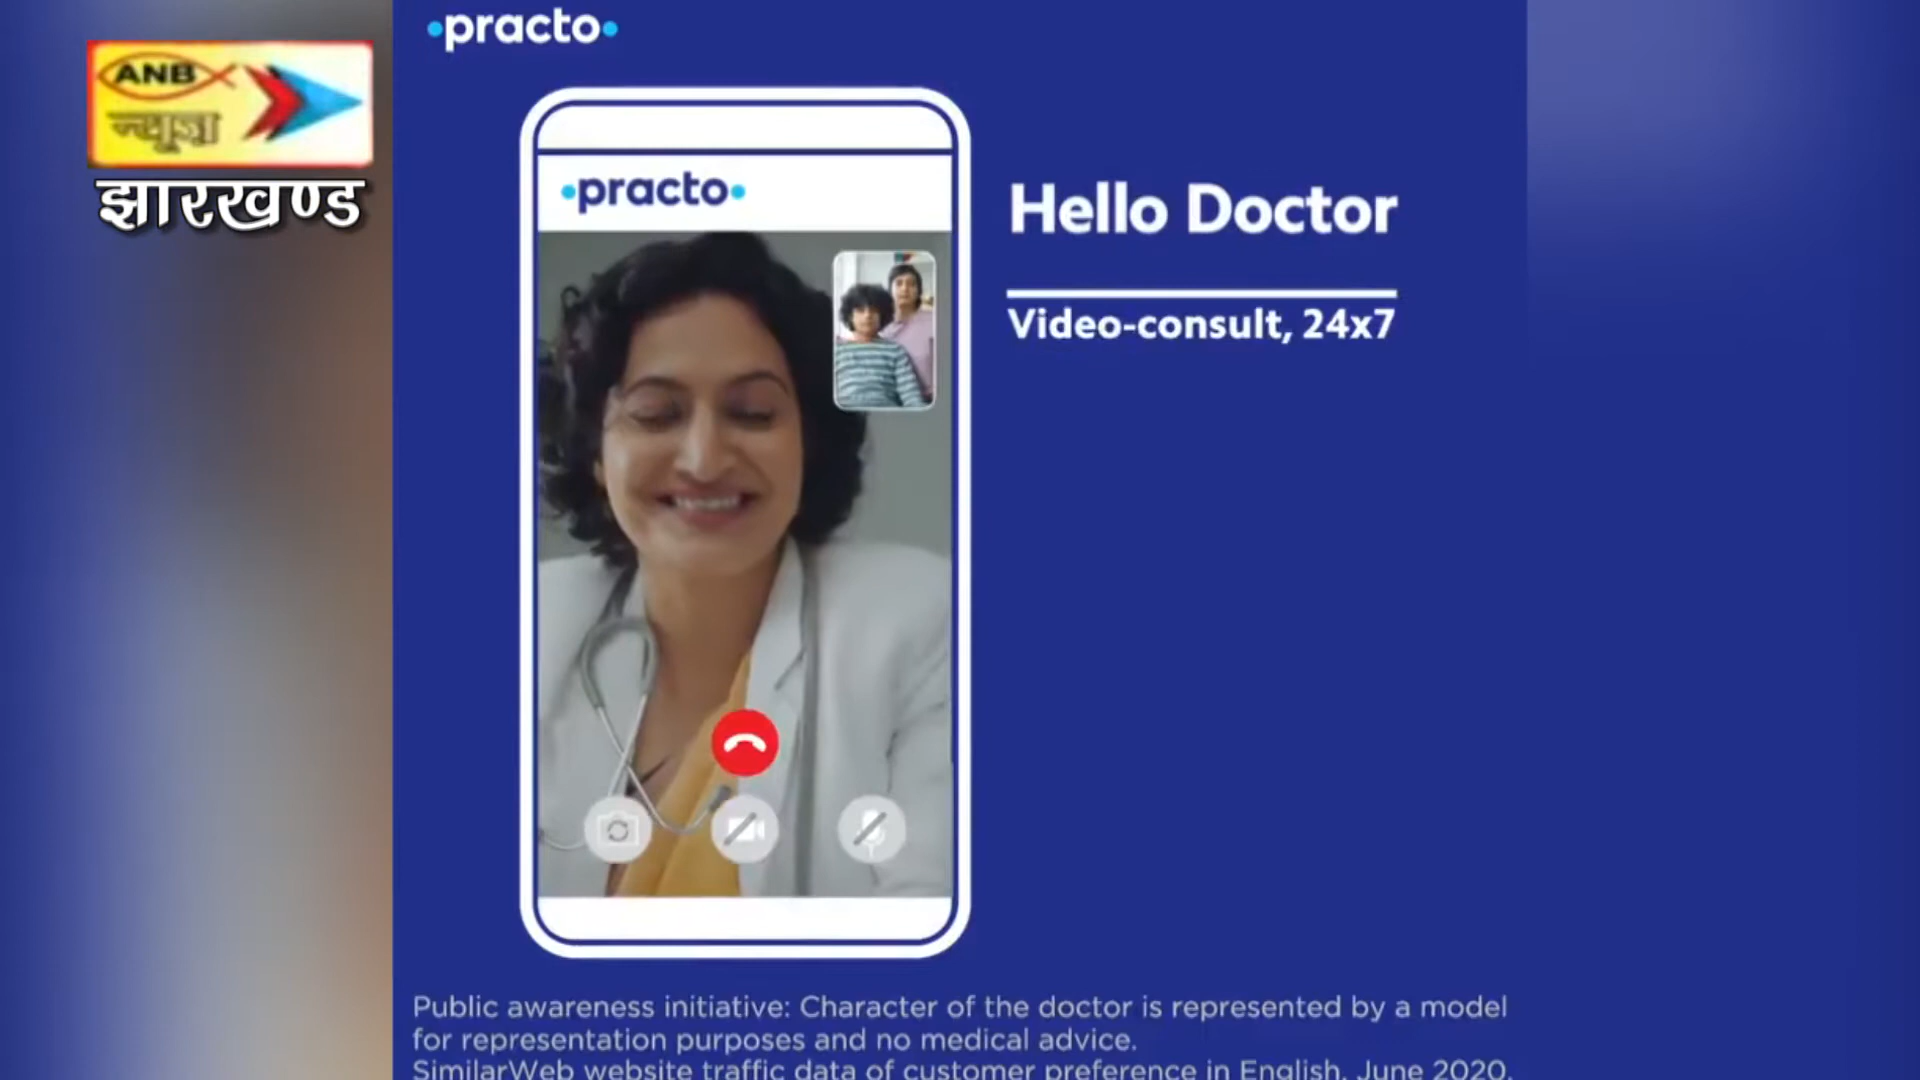 practo
ANB
न्यूज़
झारखण्ड
practo
Hello Doctor
Video-consult, 24x7
Public awareness initiative: Character of the doctor is represented by a model
for representation purposes and no medical advice.
SimilarWeb website traffic data of customer preference in English, June 2020.